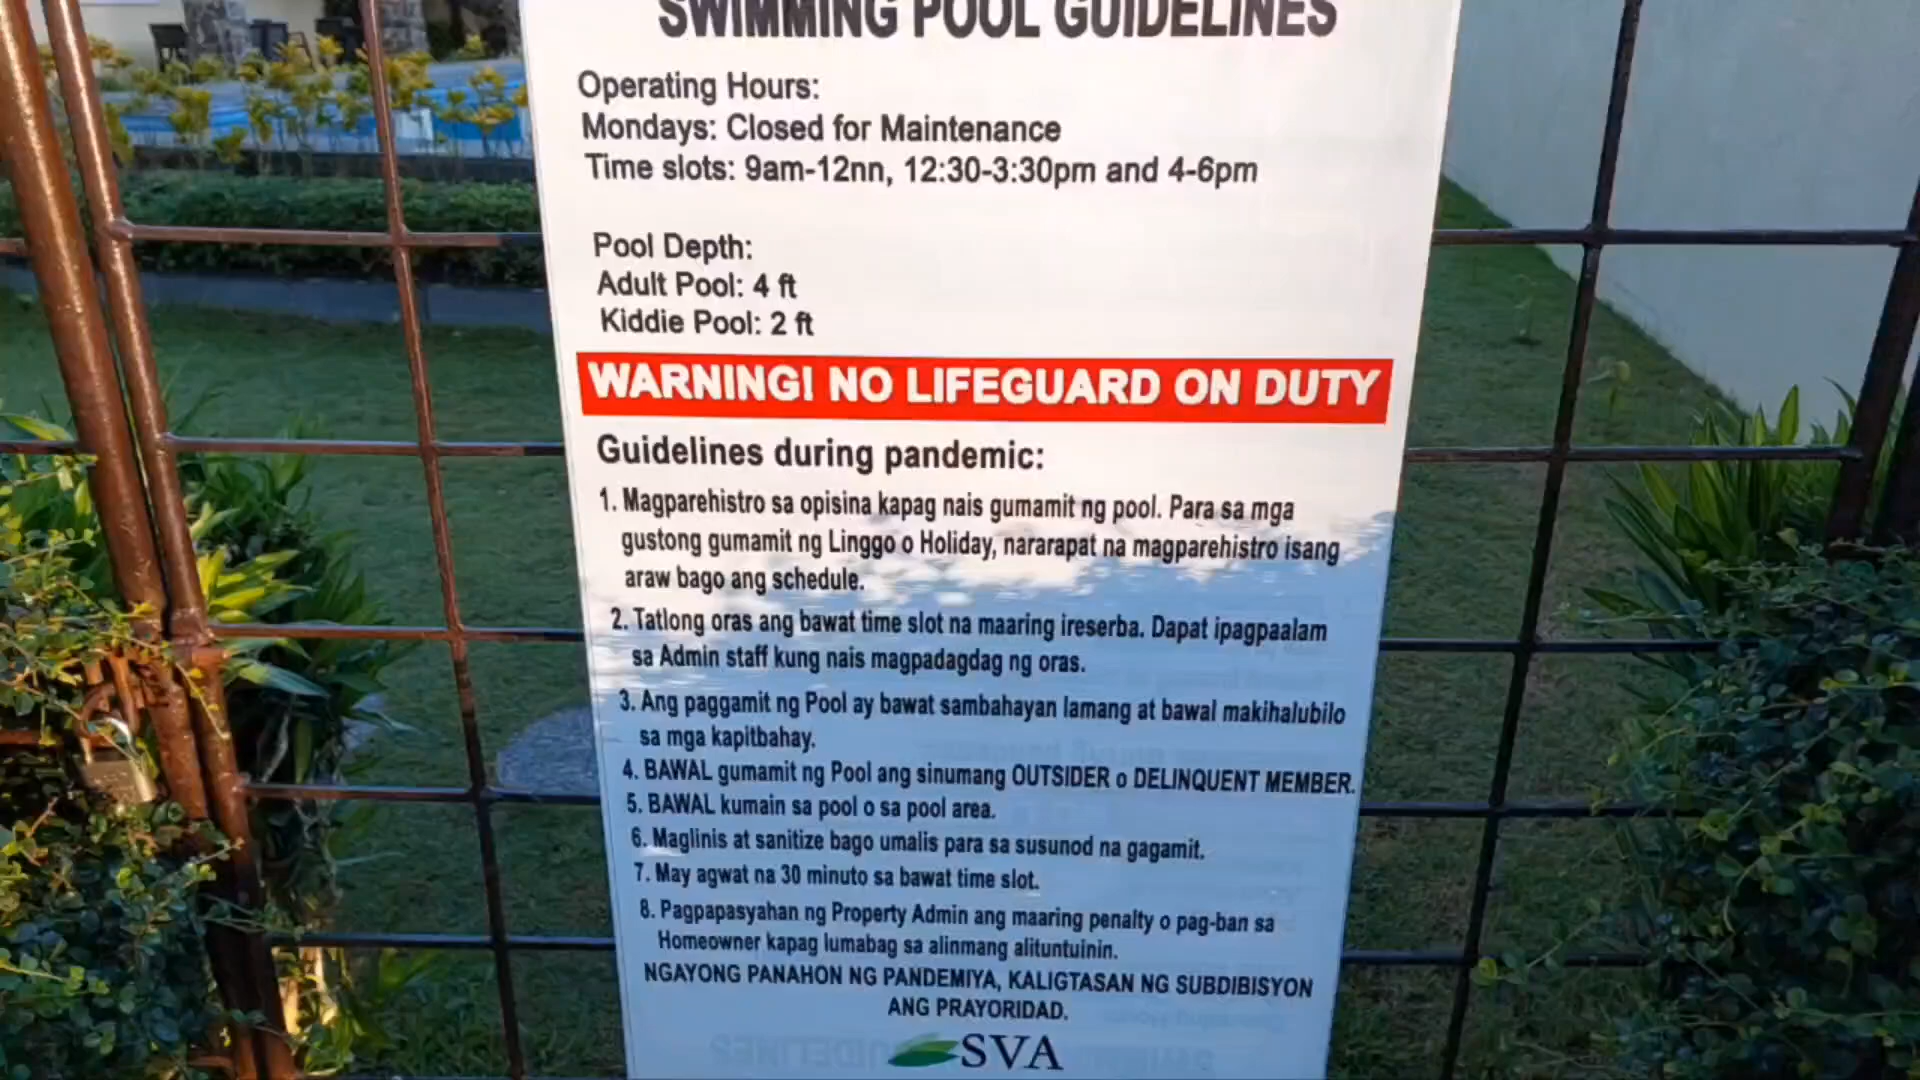 SWIMMING POOL GUIDELINES
Operating Hours:
Mondays: Closed for Maintenance
Time slots: 9am-12nn, 12:30-3:30pm and 4-6pm
Pool Depth:
Adult Pool: 4 ft
Kiddie Pool: 2 ft
WARNING! NO LIFEGUARD ON DUTY
Guidelines during pandemic:
1. Magparehistro sa opisina kapag nais gumamit ng pool. Para sa mga
gustong gumamit ng Linggo o Holiday, nararapat na magparehistro isang
araw bago ang schedule.
2. Tatlong oras ang bawat time slot na maaring ireserba. Dapat ipagpaalam
sa Admin staff kung nais magpadagdag ng oras.
3. Ang paggamit ng Pool ay bawat sambahayan lamang at bawal makihalubilo
sa mga kapitbahay.
4. BAWAL gumamit ng Pool ang sinumang OUTSIDER o DELINQUENT MEMBER.
5. BAWAL kumain sa pool o sa pool area.
6. Maglinis at sanitize bago umalis para sa susunod na gagamit.
7. May agwat na 30 minuto sa bawat time slot.
8. Pagpapasyahan ng Property Admin ang maaring penalty o pag-ban sa
Homeowner kapag lumabag sa alinmang alituntuinin.
NGAYONG PANAHON NG PANDEMIYA, KALIGTASAN NG SUBDIBISYON
ANG PRAYORIDAD.
SVA